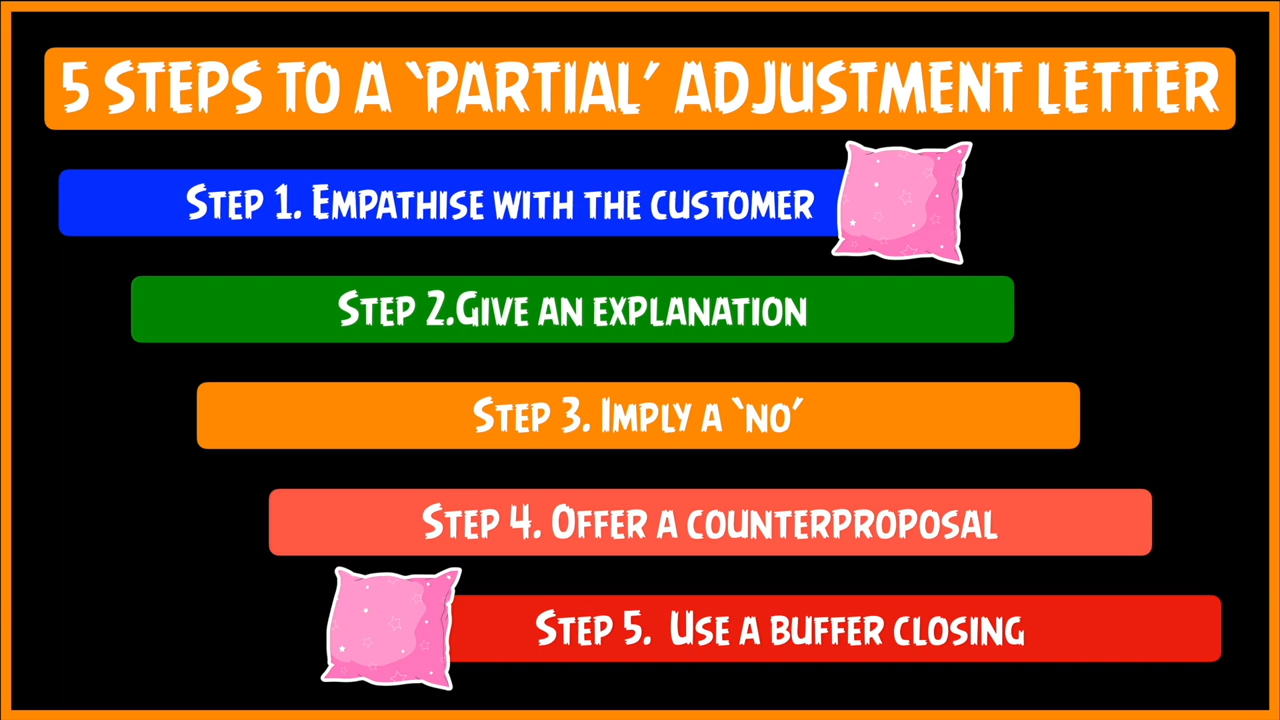 5 STEPS TO A ‘PARTIAL’ ADJUSTMENT LETTER
STEP 1. EMPATHISE WITH THE CUSTOMER
STEP 2.GIVE AN EXPLANATION
STEP 3. IMPLY A ‘NO’
STEP 4. OFFER A COUNTERPROPOSAL
STEP 5. USE A BUFFER CLOSING